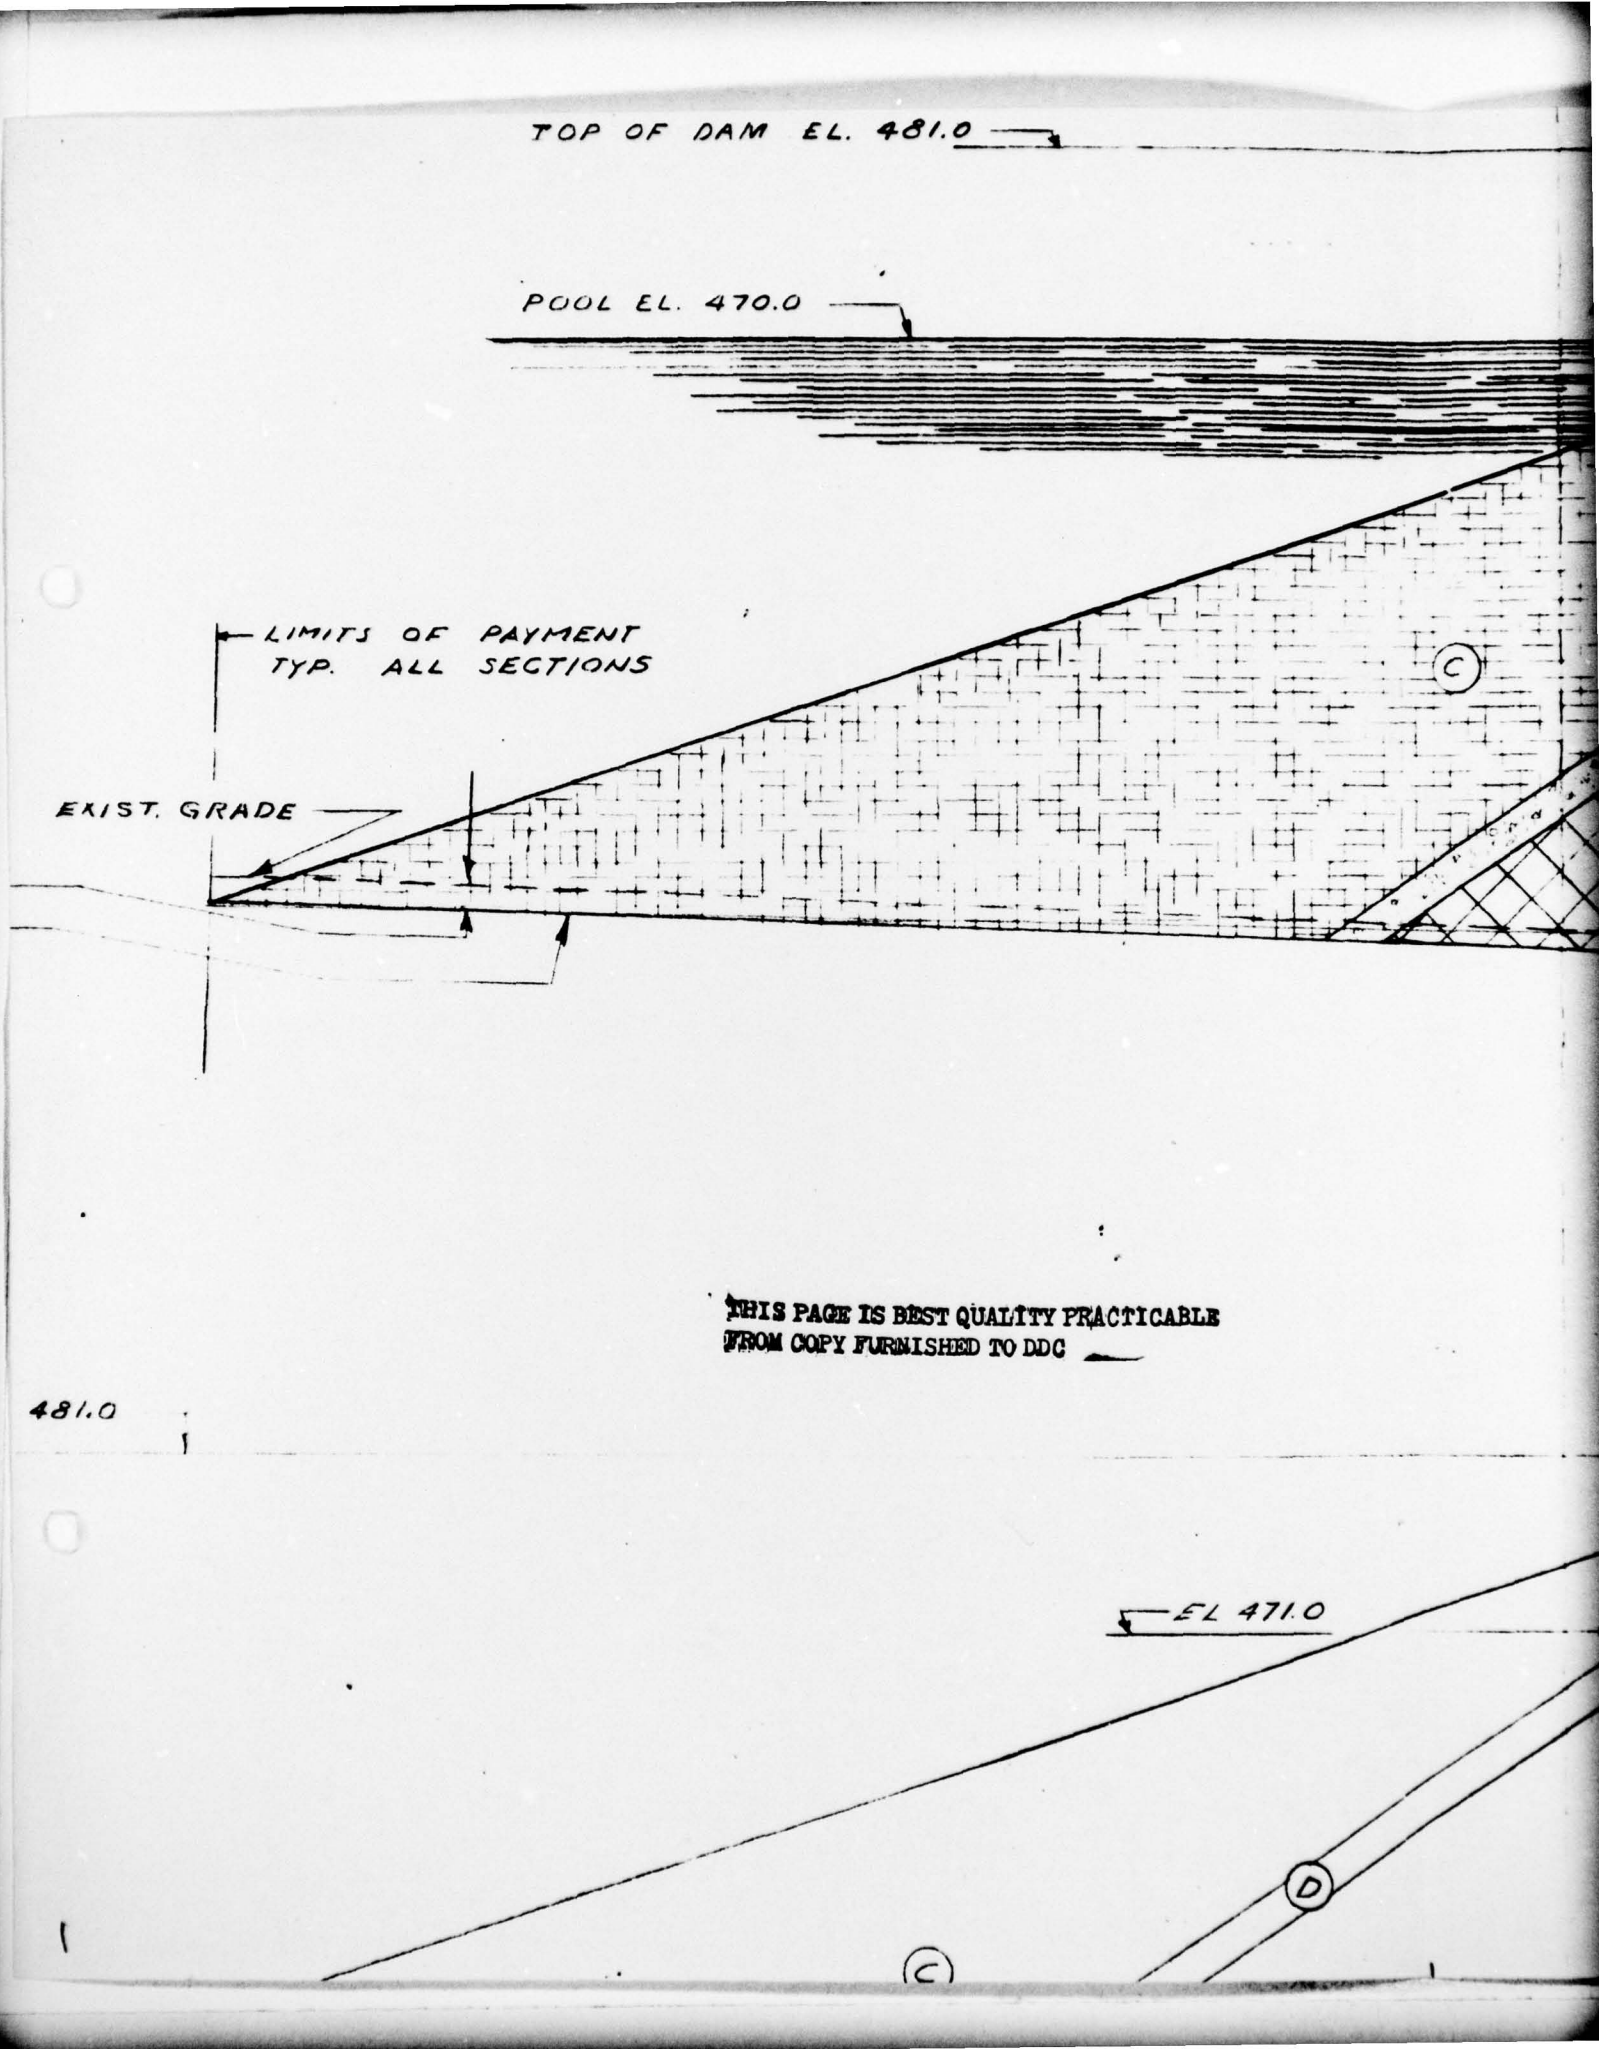 TOP OF DAM EL. 481.0
POOL EL. 470.0
LIMITS OF PAYMENT
TYP. ALL SECTIONS
C
EXIST. GRADE
THIS PAGE IS BEST QUALITY PRACTICABLE
FROM COPY FURNISHED TO DDC
481.0
EL 471.0
D
C